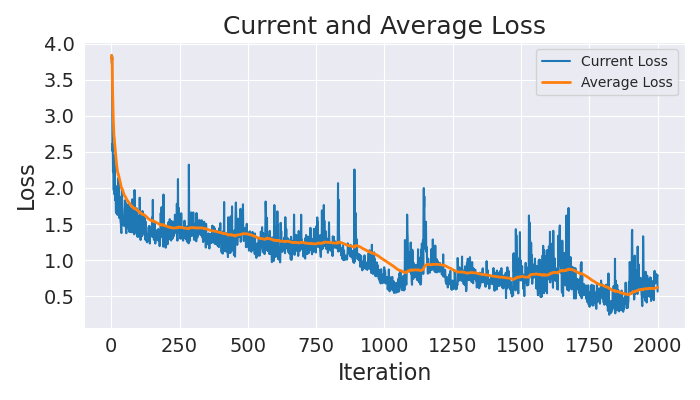 Current and Average Loss
Current Loss
Average Loss
Loss
4.0
3.5
3.0
2.5
2.0
1.5
1.0
0.5
0 250 500 750 1000 1250 1500 1750 2000
Iteration